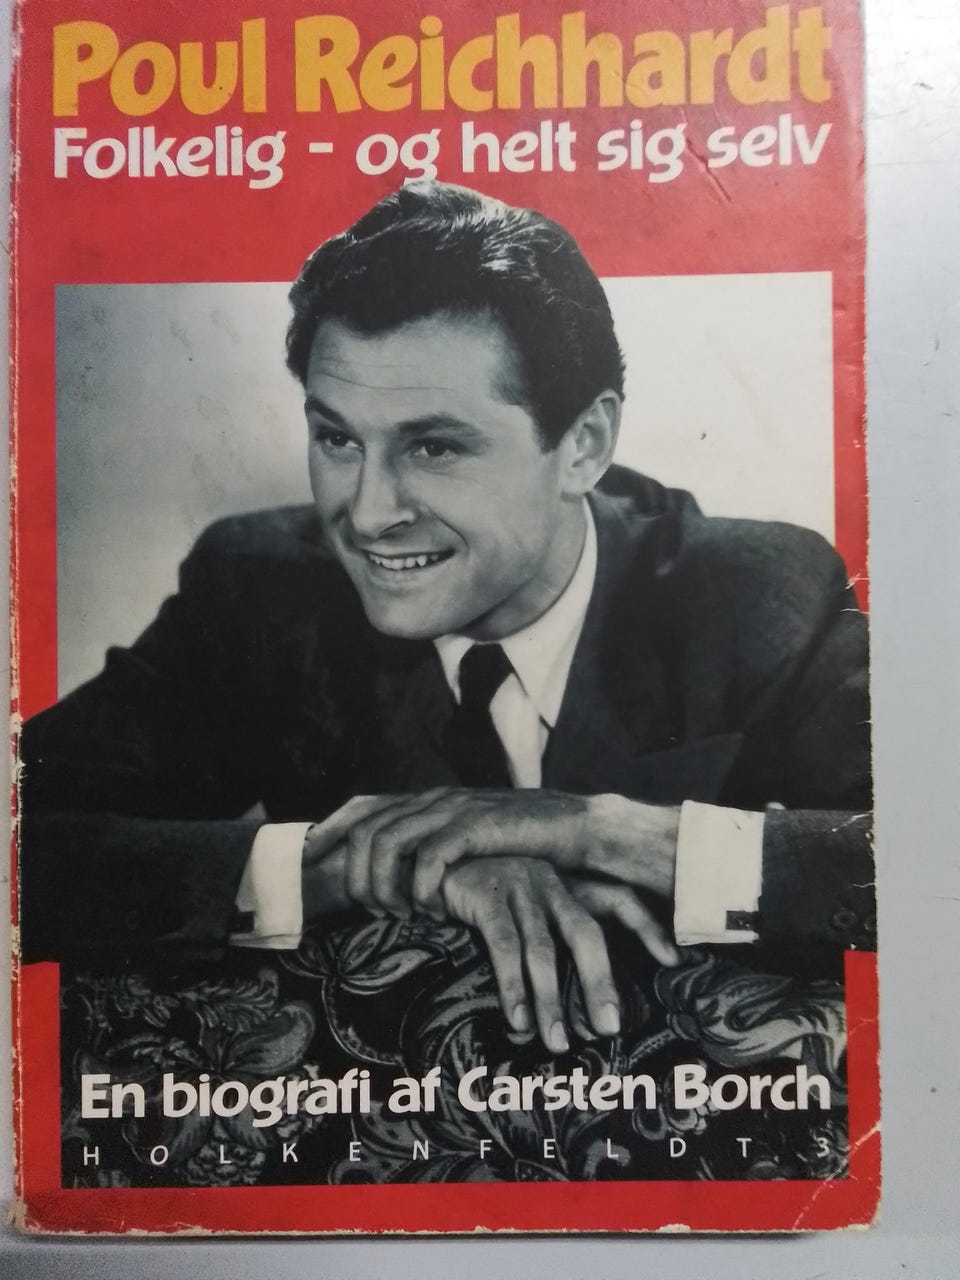 Poul Reichhardt
Folkelig - og helt sig selv
En biografi af Carsten Borch
HOLKENFELDT 3